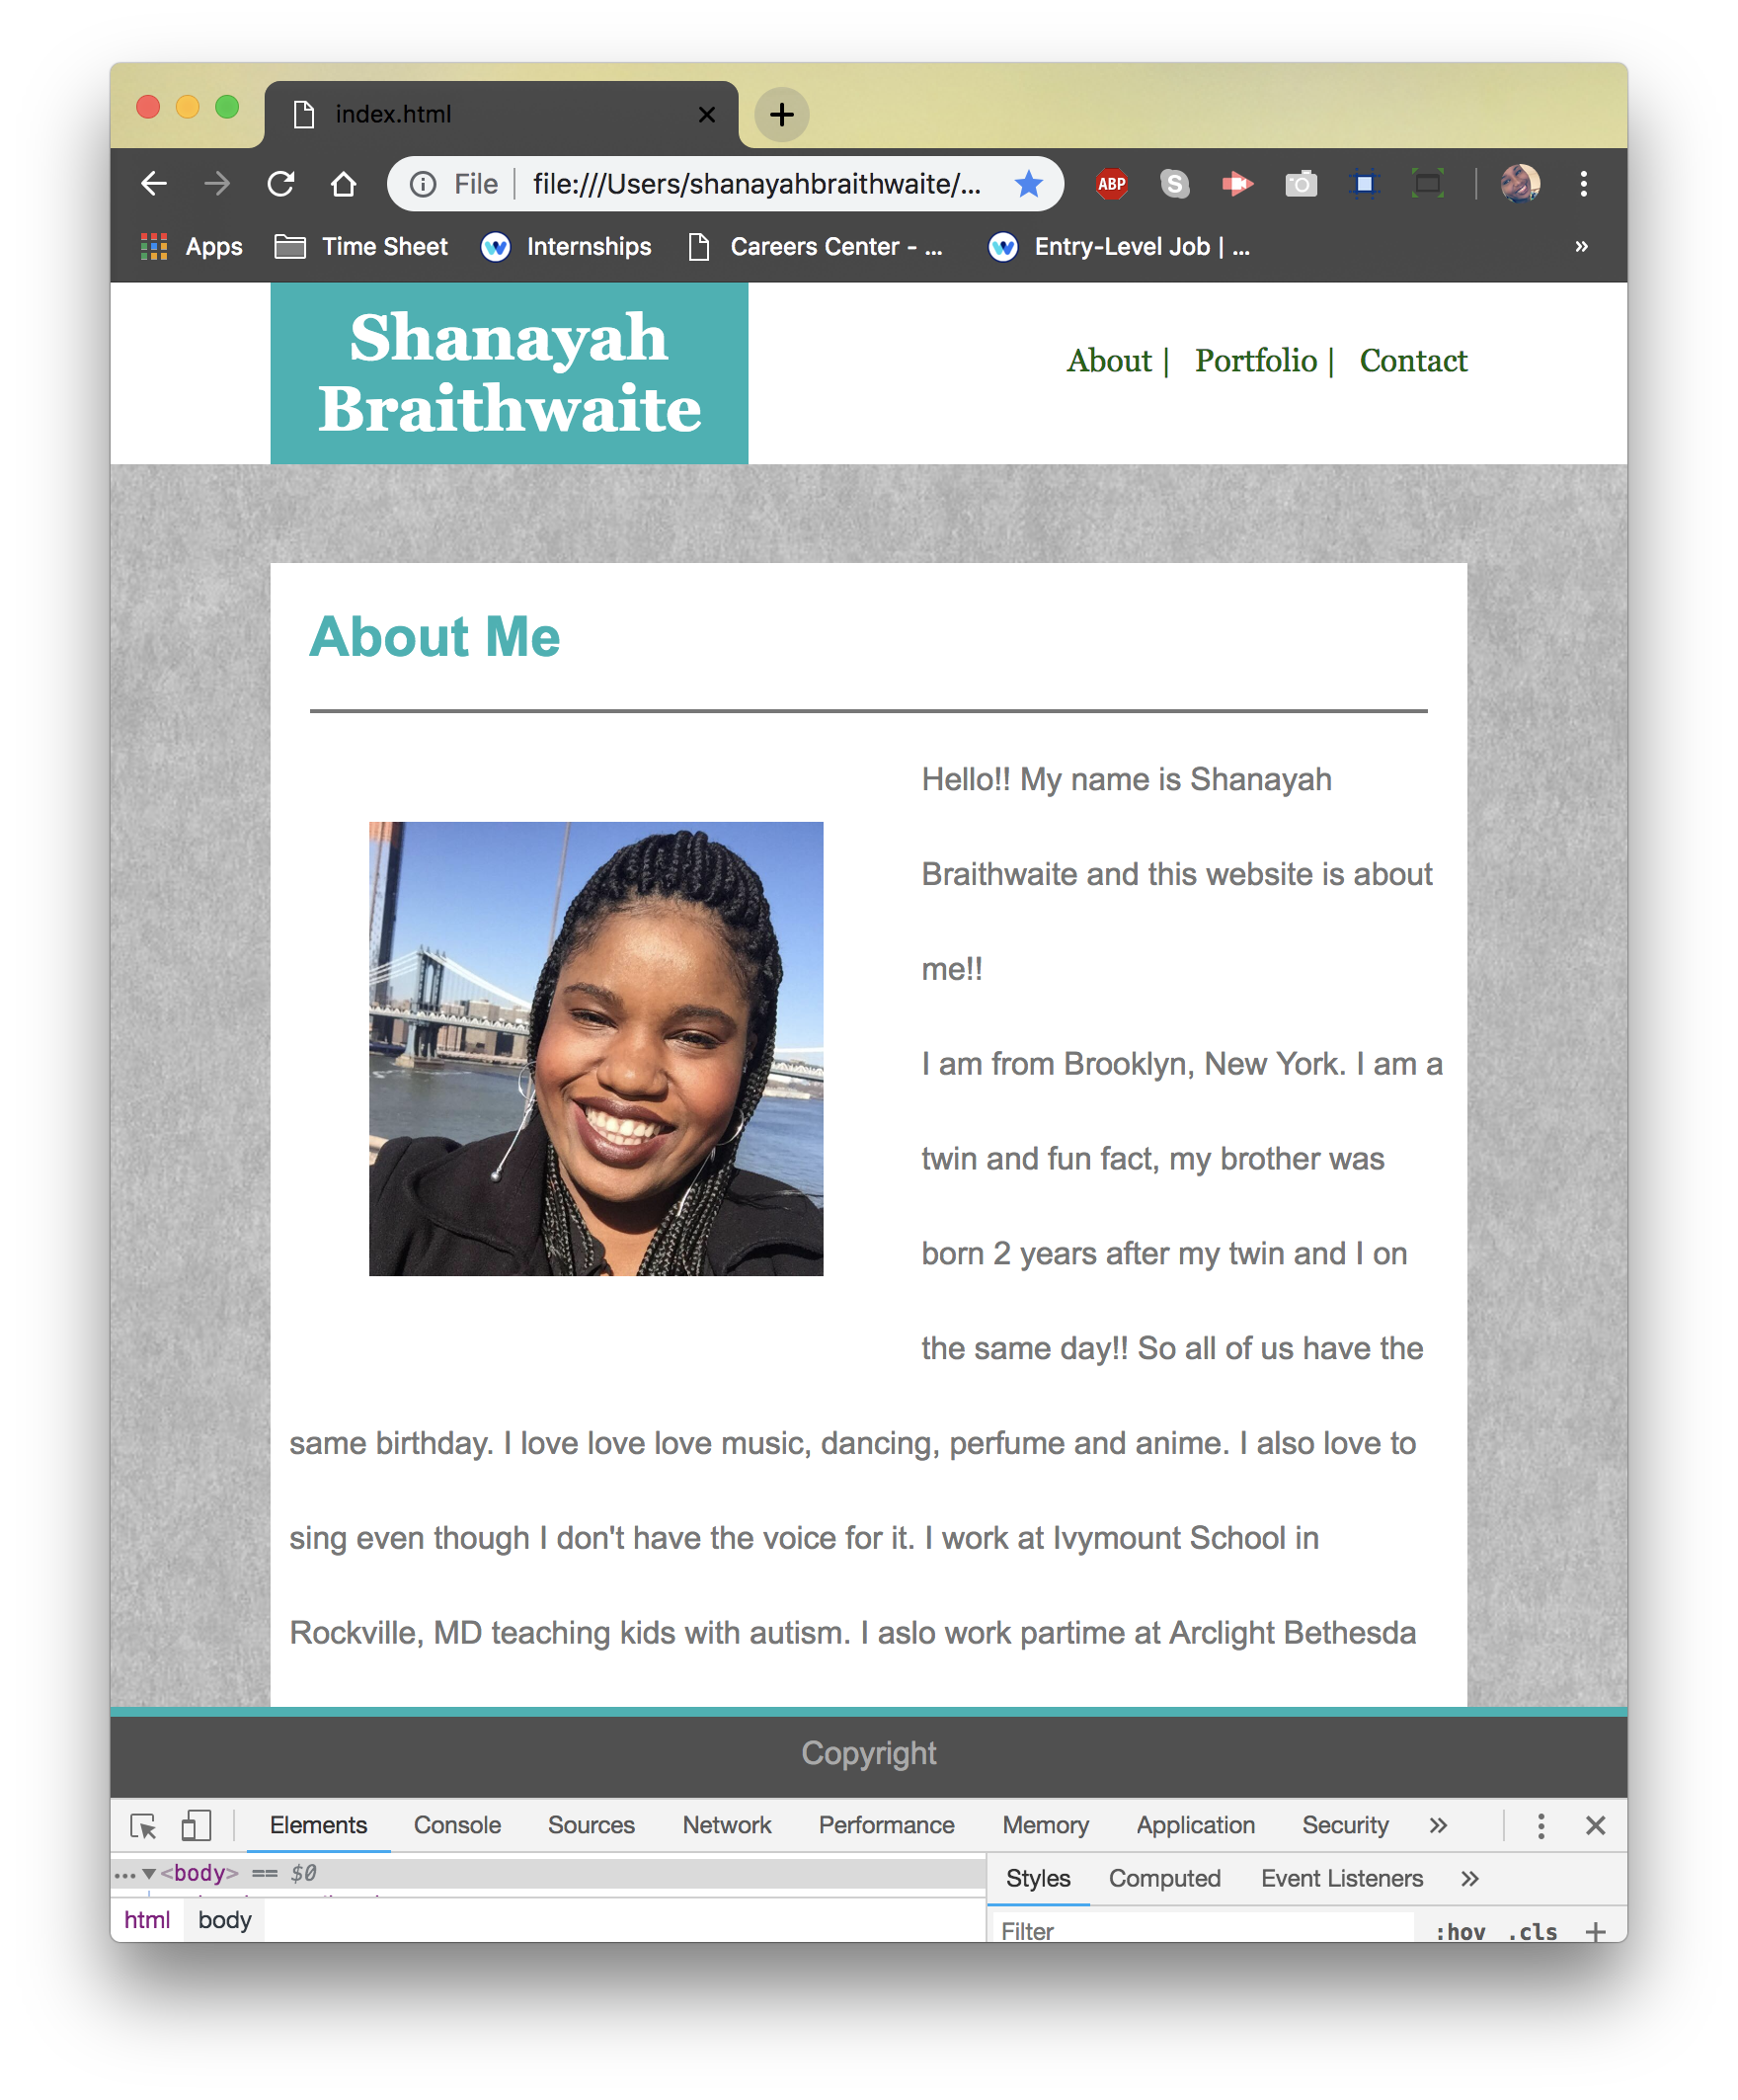 index.html
File
file:///Users/shanayahbraithwaite/...
ABP
S
Apps
Time Sheet
Internships
Careers Center - ...
Entry-Level Job | ...
»
Shanayah
Braithwaite
About | Portfolio | Contact
About Me
Hello!! My name is Shanayah
Braithwaite and this website is about
me!!
I am from Brooklyn, New York. I am a
twin and fun fact, my brother was
born 2 years after my twin and I on
the same day!! So all of us have the
same birthday. I love love love music, dancing, perfume and anime. I also love to
sing even though I don't have the voice for it. I work at Ivymount School in
Rockville, MD teaching kids with autism. I aslo work partime at Arclight Bethesda
Copyright
Elements Console Sources Network Performance Memory Application Security »
... ▼<body> == $0
html body
Styles Computed Event Listeners »
Filter :hov .cls +